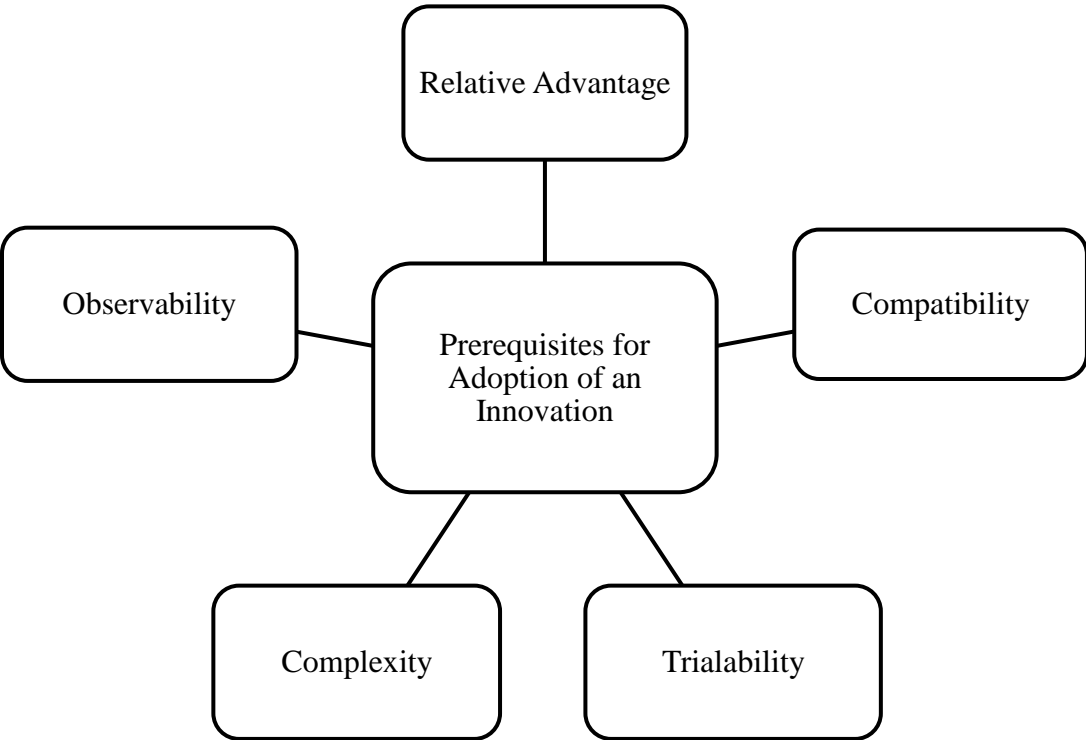 Relative Advantage
Observability
Compatibility
Prerequisites for
Adoption of an
Innovation
Complexity
Trialability